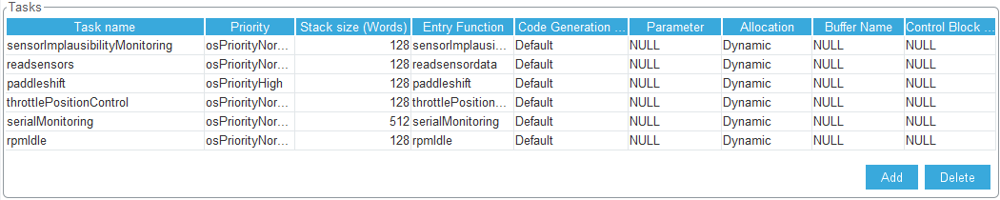 Tasks
Task name Priority Stack size (Words) Entry Function Code Generation ... Parameter Allocation Buffer Name Control Block ...
sensorImplausibilityMonitoring osPriorityNor... 128 sensorImplausi... Default NULL Dynamic NULL NULL
readsensors osPriorityNor... 128 readsensordata Default NULL Dynamic NULL NULL
paddleshift osPriorityHigh 128 paddleshift Default NULL Dynamic NULL NULL
throttlePositionControl osPriorityNor... 128 throttlePosition... Default NULL Dynamic NULL NULL
serialMonitoring osPriorityNor... 512 serialMonitoring Default NULL Dynamic NULL NULL
rpmIdle osPriorityNor... 128 rpmIdle Default NULL Dynamic NULL NULL
Add Delete